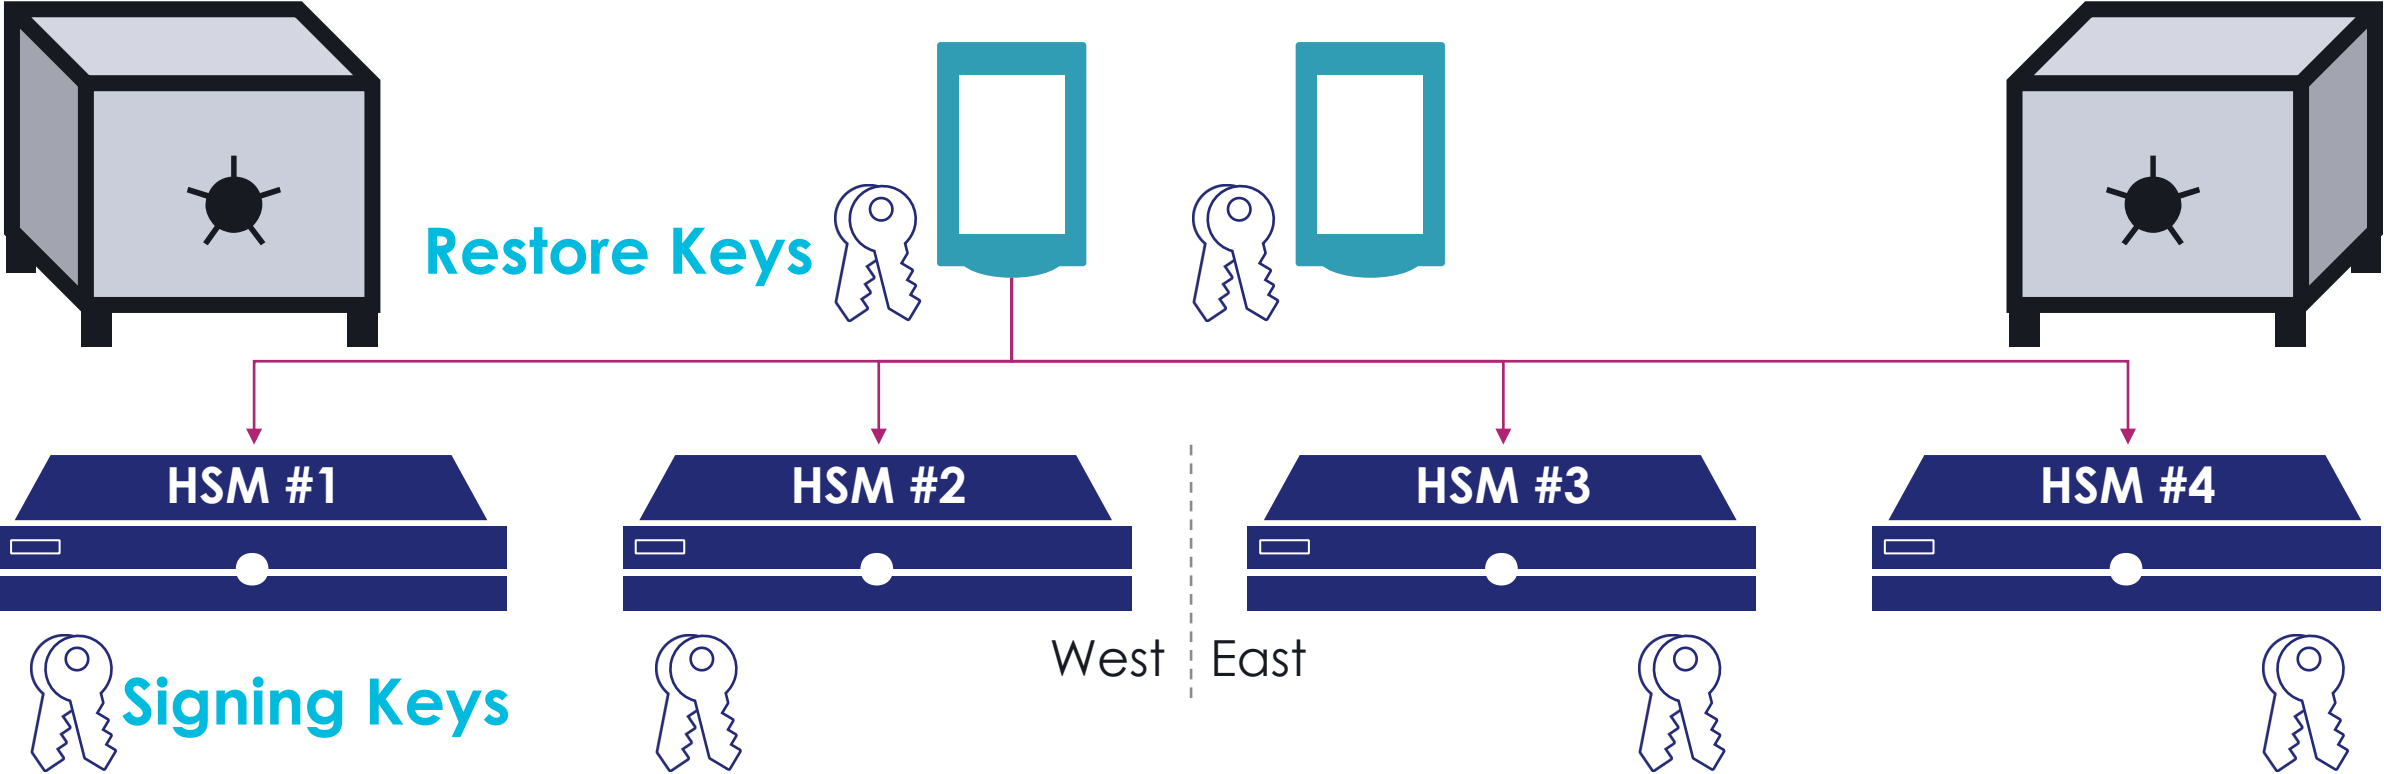 Restore Keys
HSM #1
HSM #2
HSM #3
HSM #4
West
East
Signing Keys